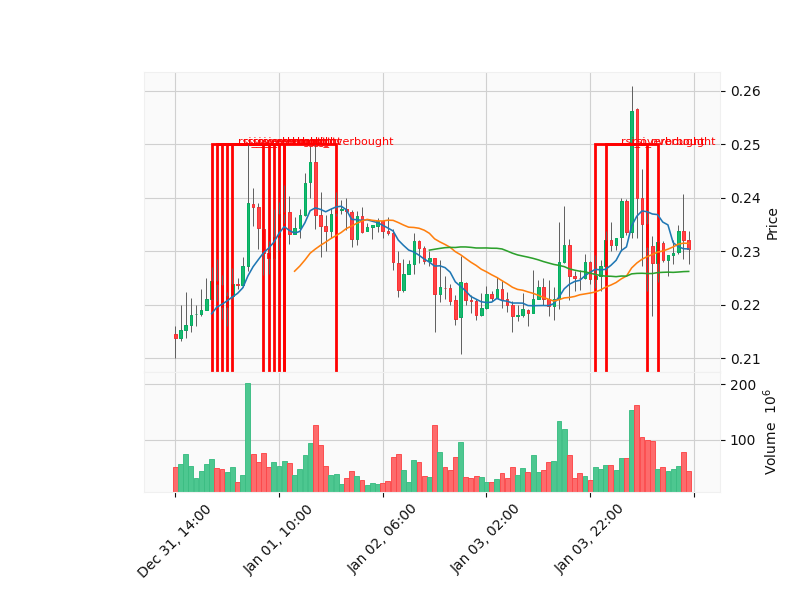 0.26
0.25
0.24
0.23
0.22
0.21
Price
200
100
Volume 10^6
Dec 31, 14:00
Jan 01, 10:00
Jan 02, 06:00
Jan 03, 02:00
Jan 03, 22:00